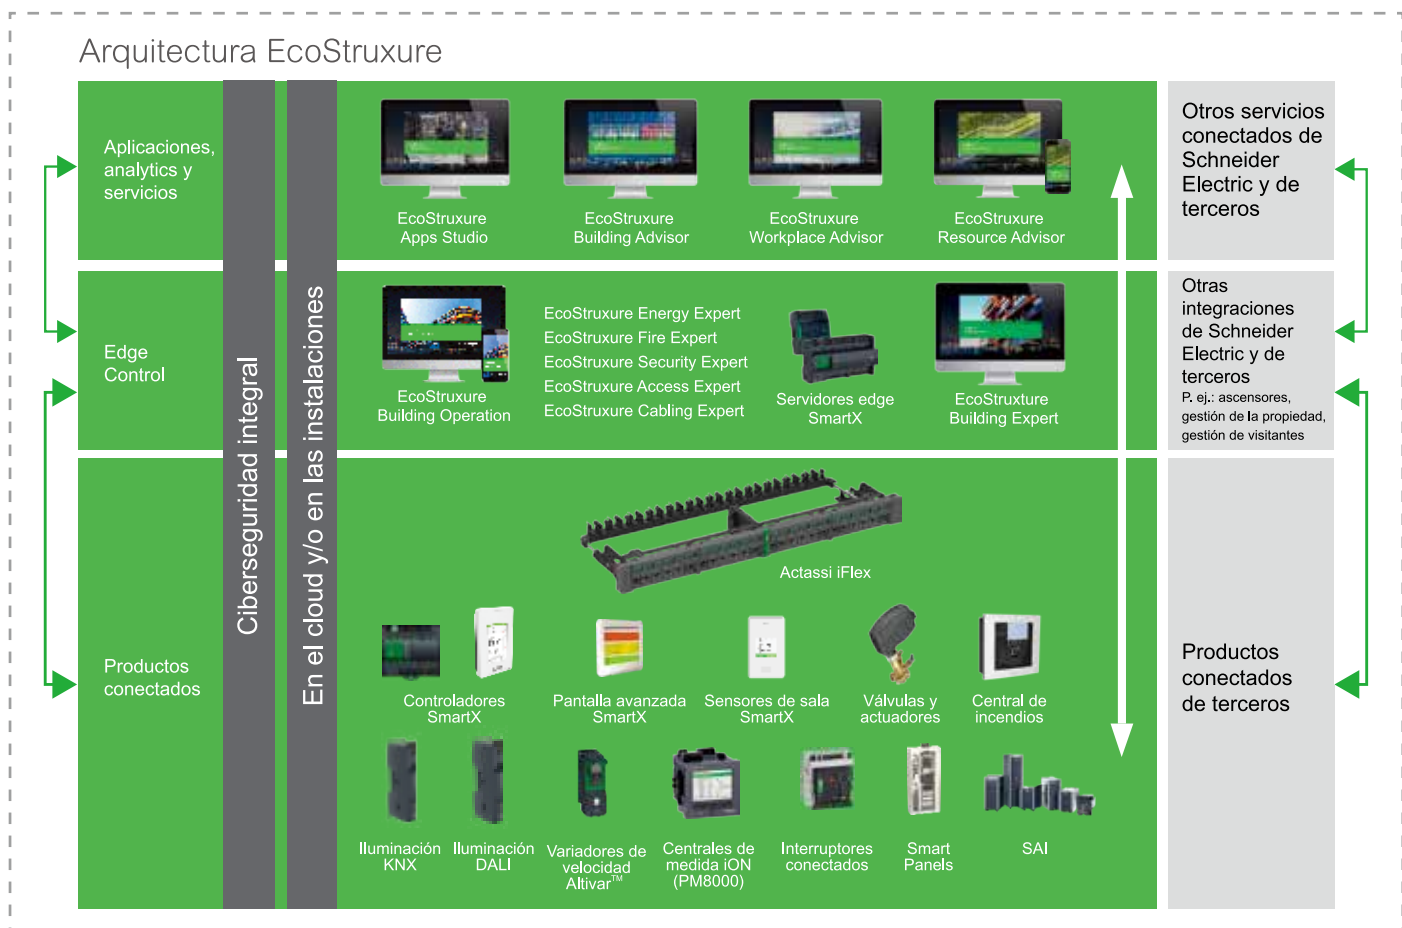 Arquitectura EcoStruxure
Aplicaciones,
analytics y
servicios
Ciberseguridad integral
En el cloud y/o en las instalaciones
EcoStruxure
Apps Studio
EcoStruxure
Building Advisor
EcoStruxure
Workplace Advisor
EcoStruxure
Resource Advisor
Otros servicios
conectados de
Schneider
Electric y de
terceros
Edge
Control
EcoStruxure
Building Operation
EcoStruxure Energy Expert
EcoStruxure Fire Expert
EcoStruxure Security Expert
EcoStruxure Access Expert
EcoStruxure Cabling Expert
Servidores edge
SmartX
EcoStruxture
Building Expert
Otras
integraciones
de Schneider
Electric y de
terceros
P. ej.: ascensores,
gestión de la propiedad,
gestión de visitantes
Productos
conectados
Actassi iFlex
Controladores
SmartX
Pantalla avanzada
SmartX
Sensores de sala
SmartX
Válvulas y
actuadores
Central de
incendios
Iluminación
KNX
Iluminación
DALI
Variadores de
velocidad
Altivar™
Centrales de
medida iON
(PM8000)
Interruptores
conectados
Smart
Panels
SAI
Productos
conectados
de terceros